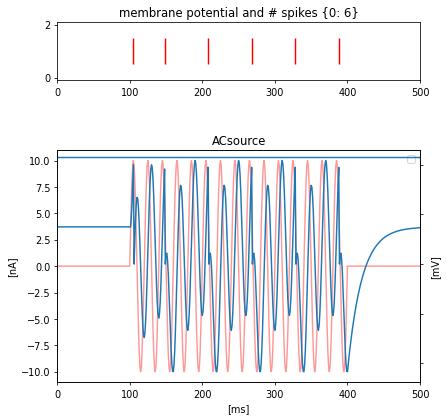 membrane potential and # spikes {0: 6}
2
0
0 100 200 300 400 500
ACsource
10.0
7.5
5.0
2.5
0.0
−2.5
−5.0
−7.5
−10.0
[nA]
[mV]
0 100 200 300 400 500
[ms]